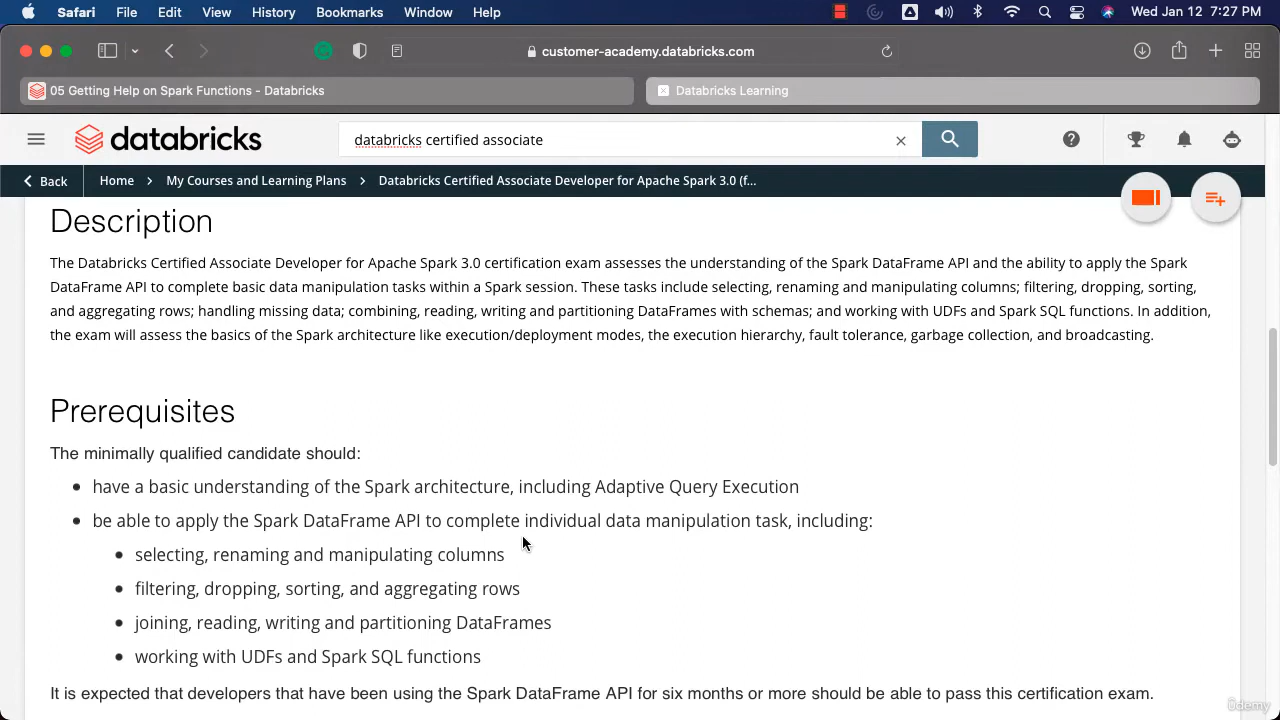 Safari File Edit View History Bookmarks Window Help Wed Jan 12 7:27 PM
customer-academy.databricks.com
05 Getting Help on Spark Functions - Databricks Databricks Learning
databricks databricks certified associate
Back Home My Courses and Learning Plans Databricks Certified Associate Developer for Apache Spark 3.0 (f...
Description
The Databricks Certified Associate Developer for Apache Spark 3.0 certification exam assesses the understanding of the Spark DataFrame API and the ability to apply the Spark
DataFrame API to complete basic data manipulation tasks within a Spark session. These tasks include selecting, renaming and manipulating columns; filtering, dropping, sorting,
and aggregating rows; handling missing data; combining, reading, writing and partitioning DataFrames with schemas; and working with UDFs and Spark SQL functions. In addition,
the exam will assess the basics of the Spark architecture like execution/deployment modes, the execution hierarchy, fault tolerance, garbage collection, and broadcasting.
Prerequisites
The minimally qualified candidate should:
have a basic understanding of the Spark architecture, including Adaptive Query Execution
be able to apply the Spark DataFrame API to complete individual data manipulation task, including:
selecting, renaming and manipulating columns
filtering, dropping, sorting, and aggregating rows
joining, reading, writing and partitioning DataFrames
working with UDFs and Spark SQL functions
It is expected that developers that have been using the Spark DataFrame API for six months or more should be able to pass this certification exam.
Udemy